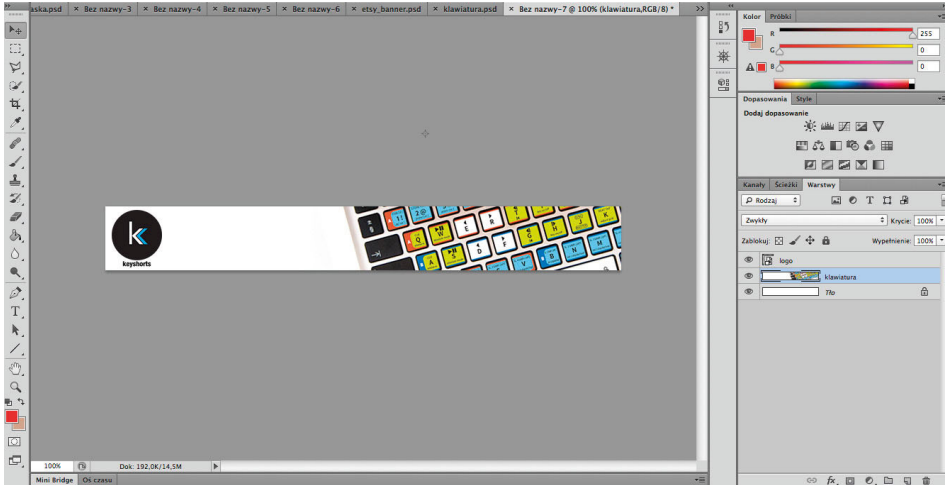 aska.psd × Bez nazwy-3 × Bez nazwy-4 × Bez nazwy-5 × Bez nazwy-6 × etsy_banner.psd × klawiatura.psd × Bez nazwy-7 @ 100% (klawiatura,RGB/8) * >>
Kolor Próbki
R 255
G 0
B 0
Dopasowania Style
Dodaj dopasowanie
Kanały Ścieżki Warstwy
Rodzaj
Zwykły Krycie: 100%
Zablokuj: Wypełnienie: 100%
logo
klawiatura
Tło
k
keyshorts
2@
Q W E R
A S D F G H J K
V B N M
100% Dok: 192,0K/14,5M
Mini Bridge Oś czasu
fx